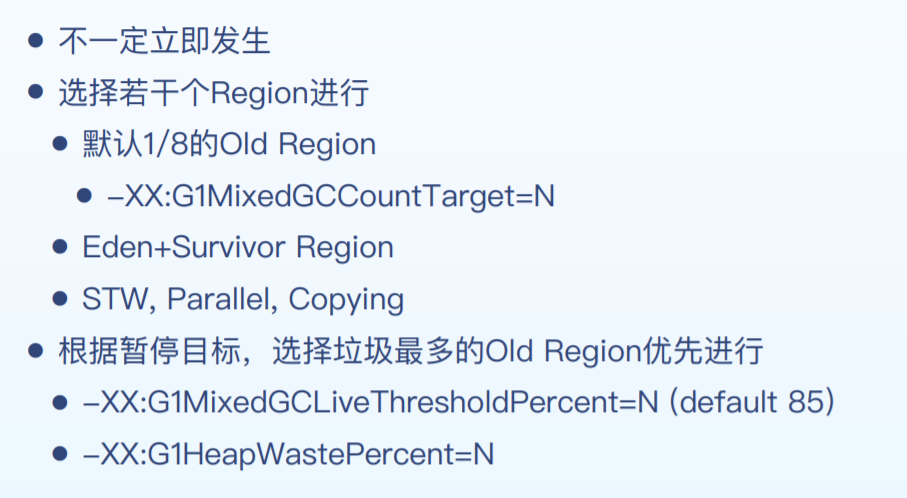 不一定立即发生
选择若干个Region进行
默认1/8的Old Region
-XX:G1MixedGCCountTarget=N
Eden+Survivor Region
STW, Parallel, Copying
根据暂停目标，选择垃圾最多的Old Region优先进行
-XX:G1MixedGCLiveThresholdPercent=N (default 85)
-XX:G1HeapWastePercent=N